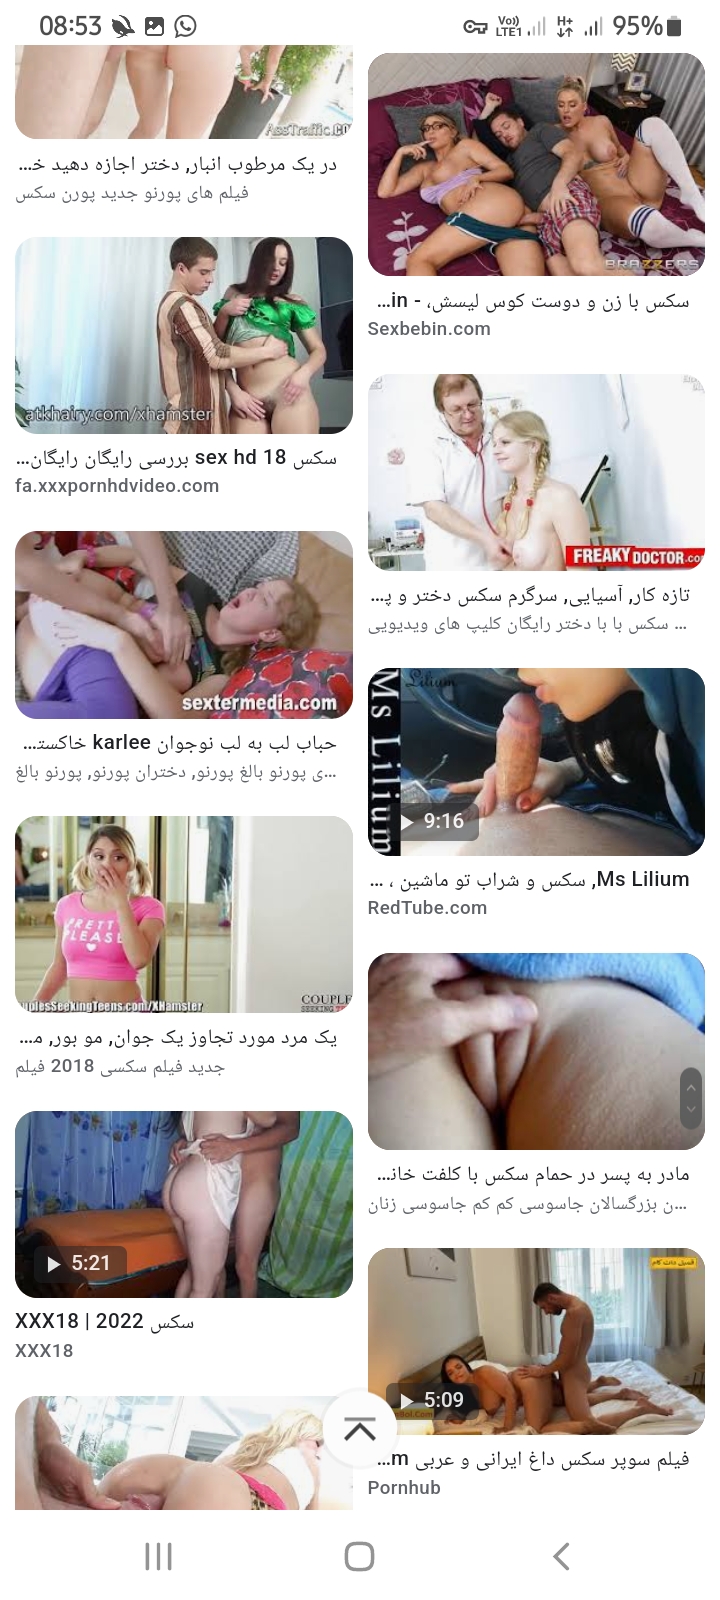 08:53
Vo)) LTE1 H+ 95%
AssTraffic.CO
در یک مرطوب انبار, دختر اجازه دهید خ...
فیلم های پورنو جدید پورن سکس
BRAZZERS
سکس با زن و دوست کوس لیسش، - in...
Sexbebin.com
atkhairy.com/xhamster
سکس 18 sex hd بررسی رایگان رایگان...
fa.xxxpornhdvideo.com
FREAKY DOCTOR.co
تازه کار, آسیایی, سرگرم سکس دختر و پ...
... سکس با با دختر رایگان کلیپ های ویدیویی
sextermedia.com
حباب لب به لب نوجوان karlee خاکست...
...ی پورنو بالغ پورنو, دختران پورنو, پورنو بالغ
Lilium
Ms Lilium
9:16
Ms Lilium, سکس و شراب تو ماشین ، ...
RedTube.com
PRETTY
PLEASE
uplesSeekingTeens.com/XHamster
COUPLE
SEEKING
یک مرد مورد تجاوز یک جوان, مو بور, م...
جدید فیلم سکسی 2018 فیلم
مادر به پسر در حمام سکس با کلفت خان...
...ن بزرگسالان جاسوسی کم کم جاسوسی زنان
5:21
سکس XXX18 | 2022
XXX18
5:09
فیلم سوپر سکس داغ ایرانی و عربی m...
Pornhub